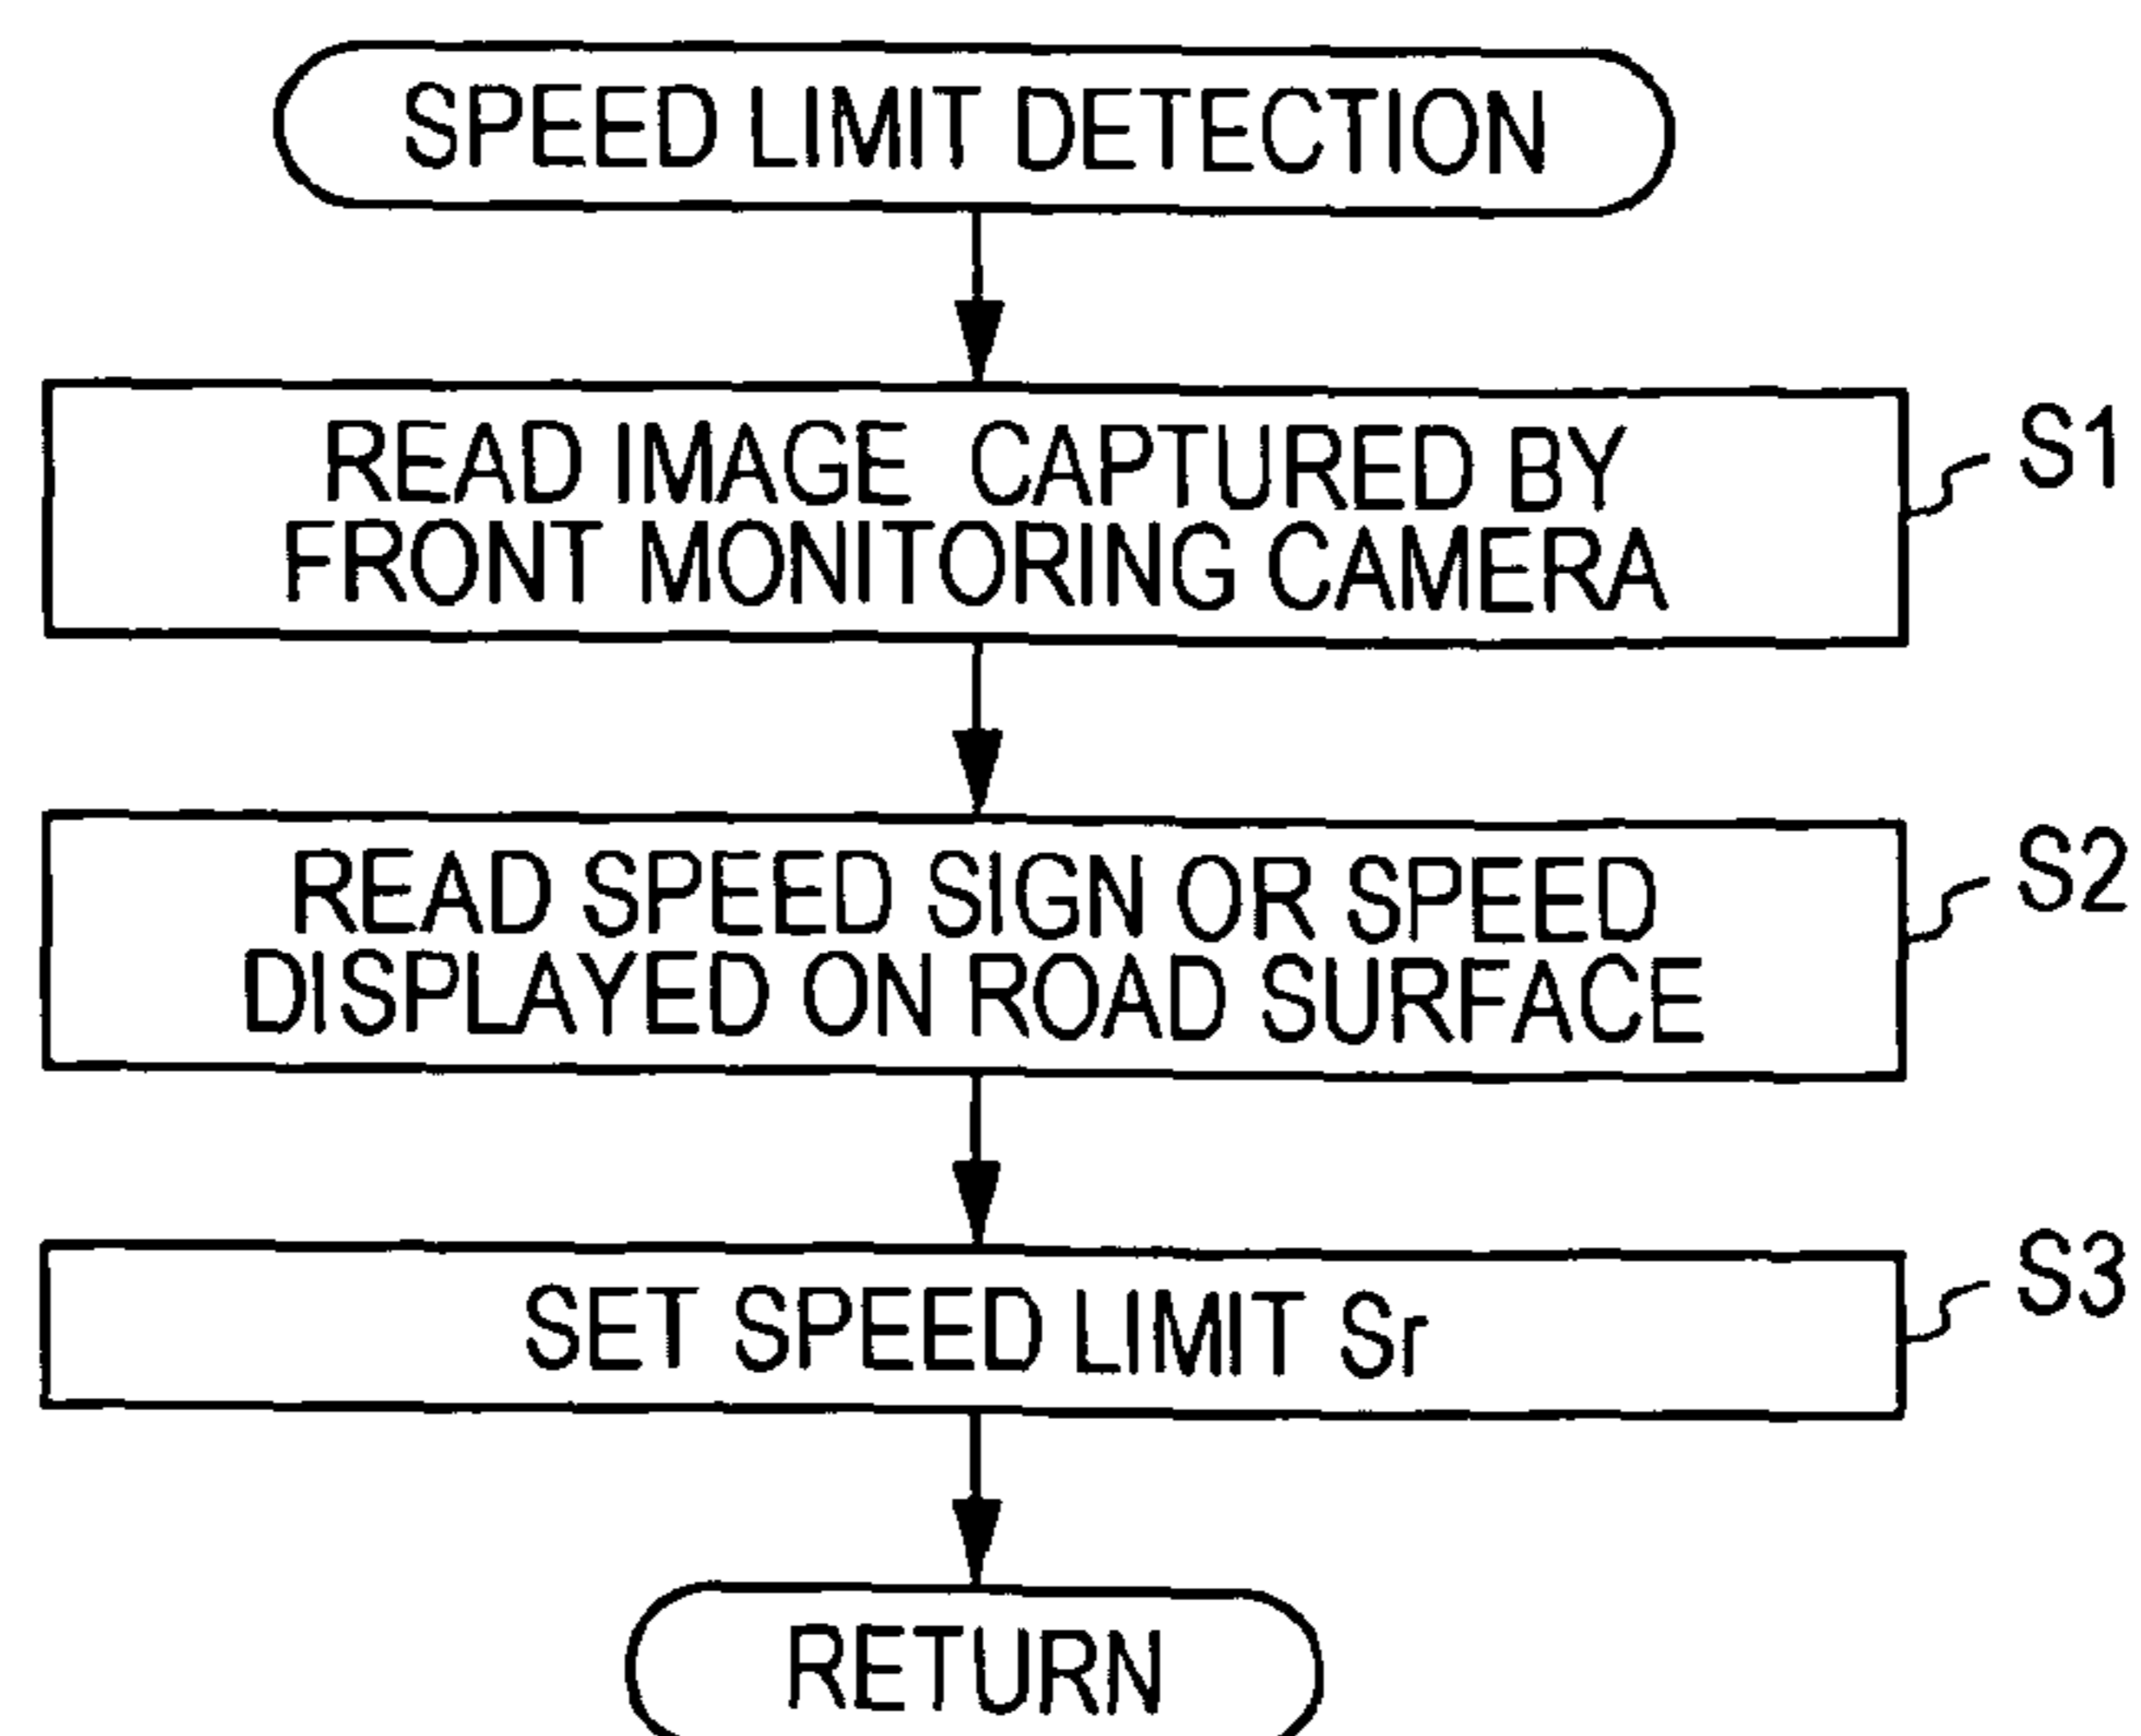 SPEED LIMIT DETECTION
READ IMAGE CAPTURED BY
FRONT MONITORING CAMERA
S1
READ SPEED SIGN OR SPEED
DISPLAYED ON ROAD SURFACE
S2
SET SPEED LIMIT Sr
S3
RETURN